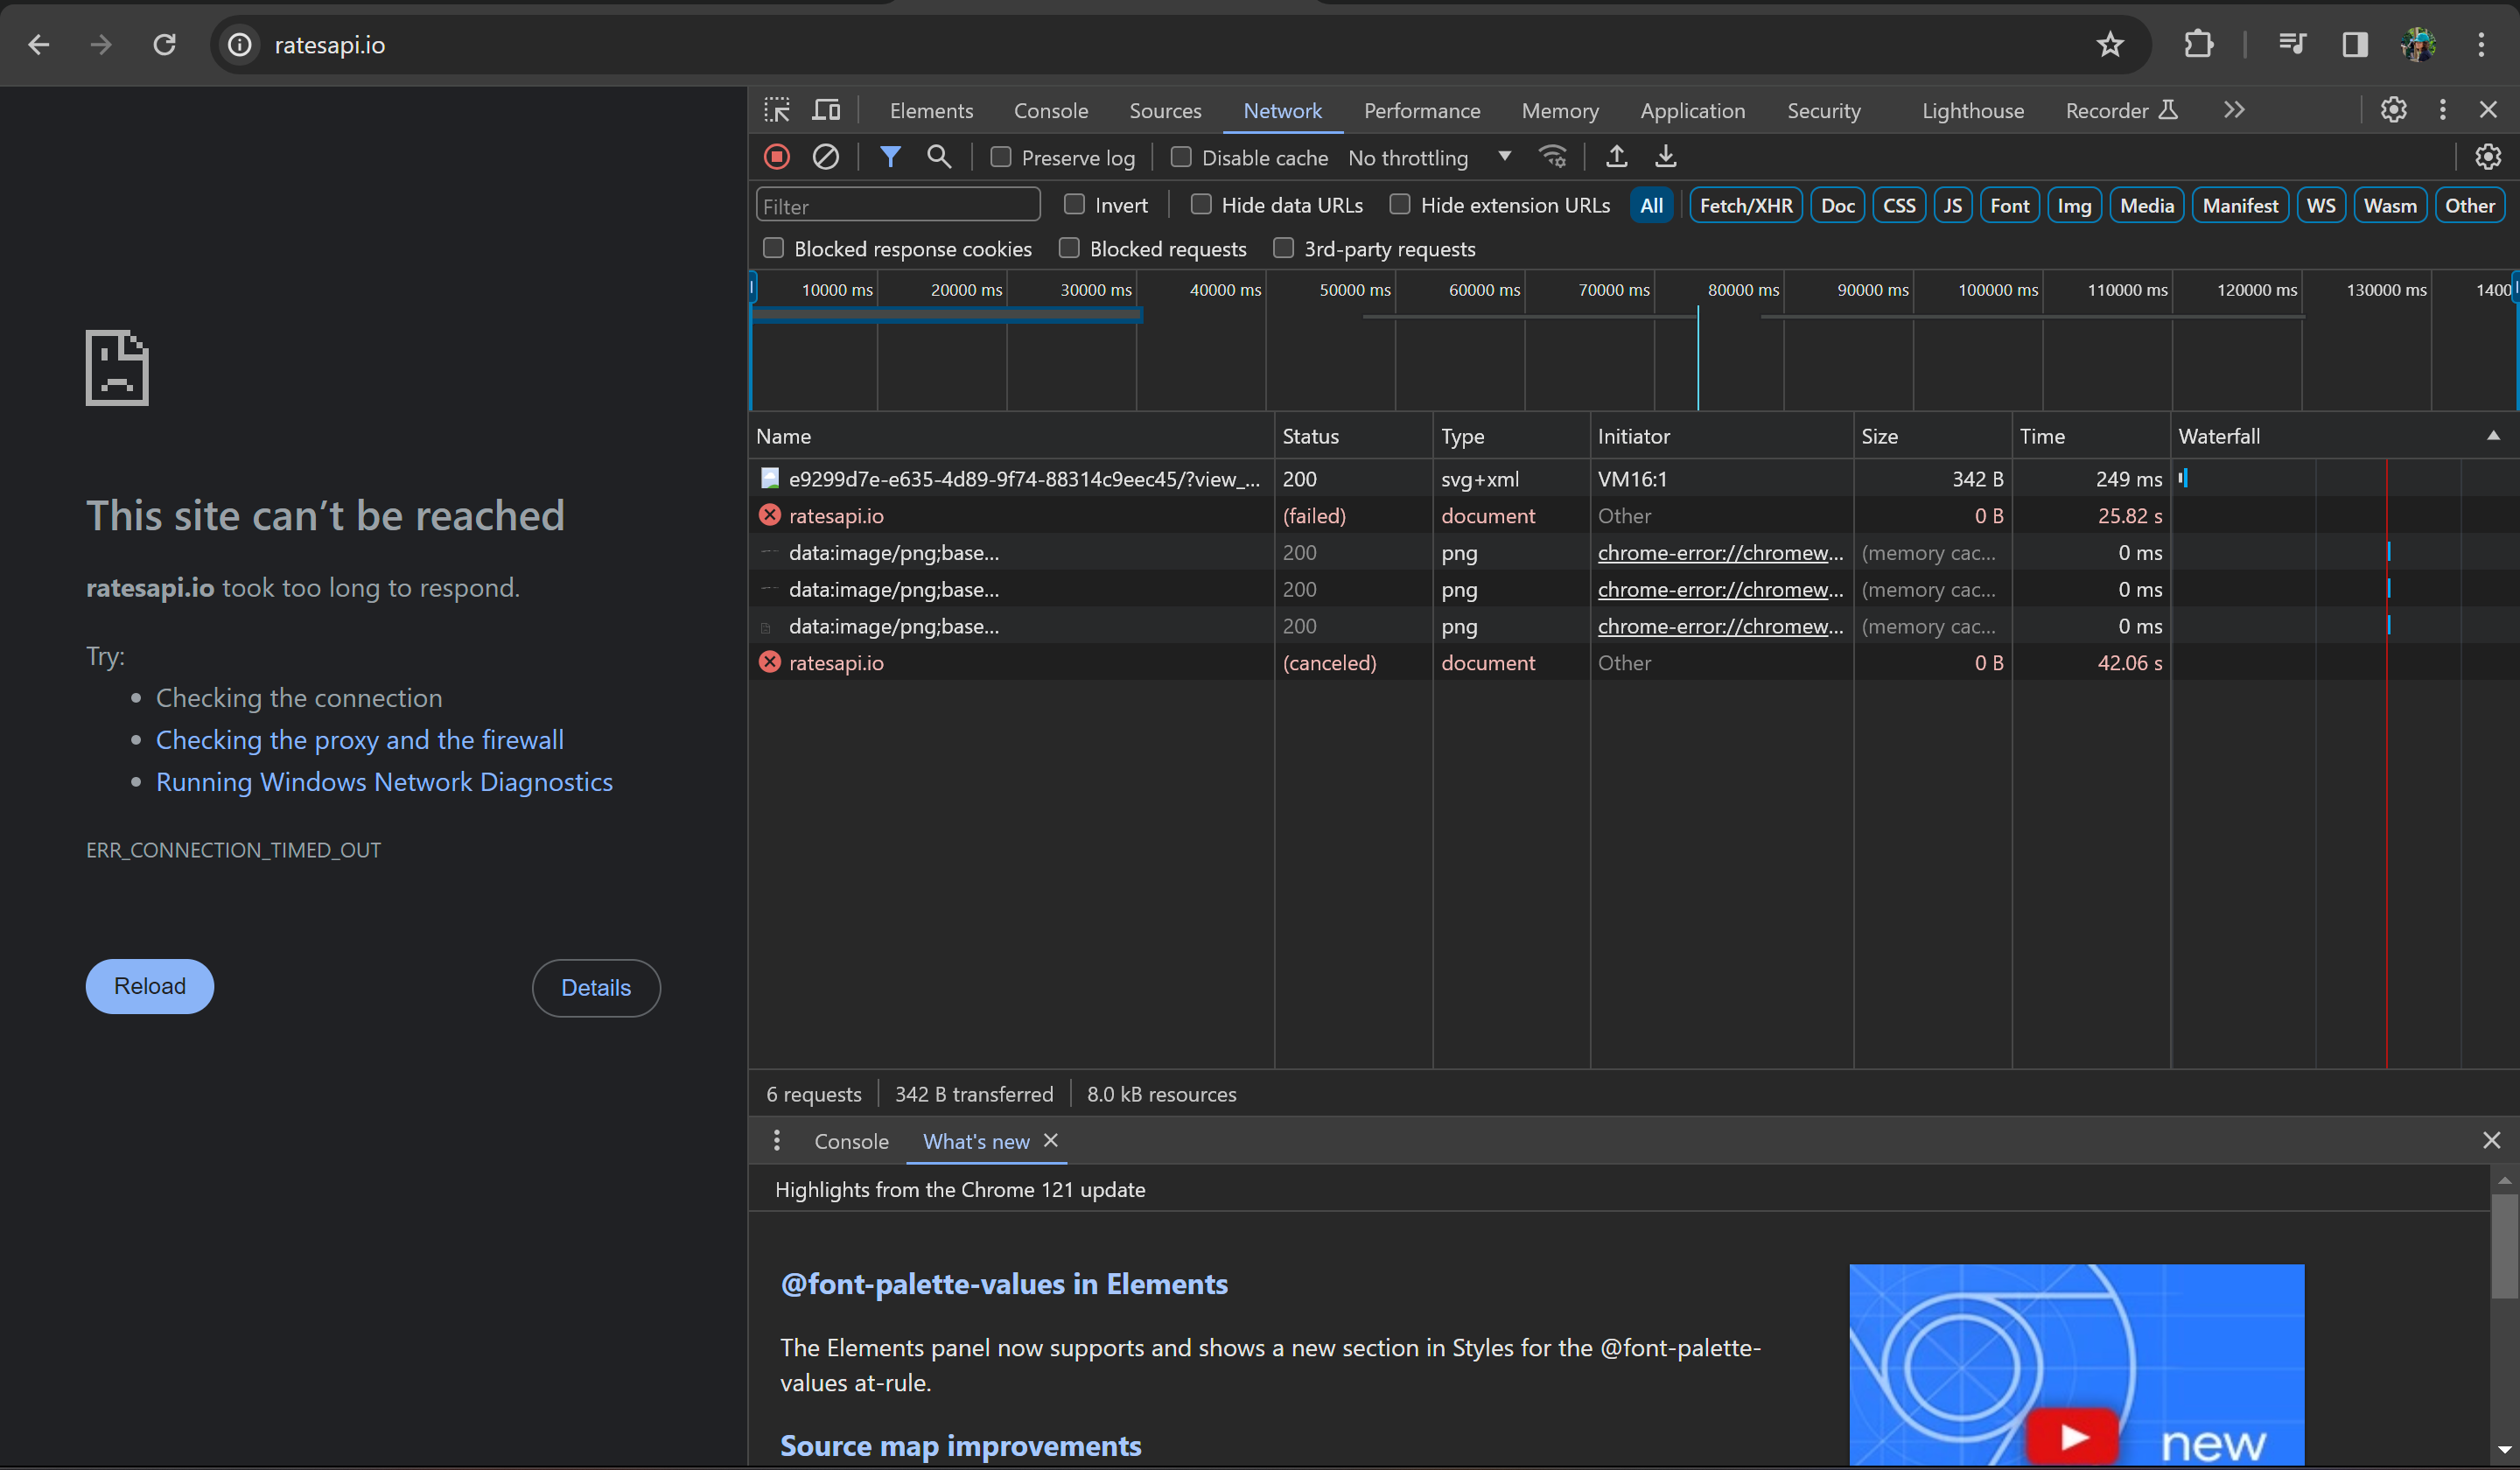 ratesapi.io
Elements Console Sources Network Performance Memory Application Security Lighthouse Recorder
Preserve log Disable cache No throttling
Filter Invert Hide data URLs Hide extension URLs All Fetch/XHR Doc CSS JS Font Img Media Manifest WS Wasm Other
Blocked response cookies Blocked requests 3rd-party requests
10000 ms 20000 ms 30000 ms 40000 ms 50000 ms 60000 ms 70000 ms 80000 ms 90000 ms 100000 ms 110000 ms 120000 ms 130000 ms 1400
Name Status Type Initiator Size Time Waterfall
e9299d7e-e635-4d89-9f74-88314c9eec45/?view_... 200 svg+xml VM16:1 342 B 249 ms
ratesapi.io (failed) document Other 0 B 25.82 s
data:image/png;base... 200 png chrome-error://chromew... (memory cac... 0 ms
data:image/png;base... 200 png chrome-error://chromew... (memory cac... 0 ms
data:image/png;base... 200 png chrome-error://chromew... (memory cac... 0 ms
ratesapi.io (canceled) document Other 0 B 42.06 s
This site can’t be reached
ratesapi.io took too long to respond.
Try:
• Checking the connection
• Checking the proxy and the firewall
• Running Windows Network Diagnostics
ERR_CONNECTION_TIMED_OUT
Reload Details
6 requests 342 B transferred 8.0 kB resources
Console What's new
Highlights from the Chrome 121 update
@font-palette-values in Elements
The Elements panel now supports and shows a new section in Styles for the @font-palette-
values at-rule.
Source map improvements
new